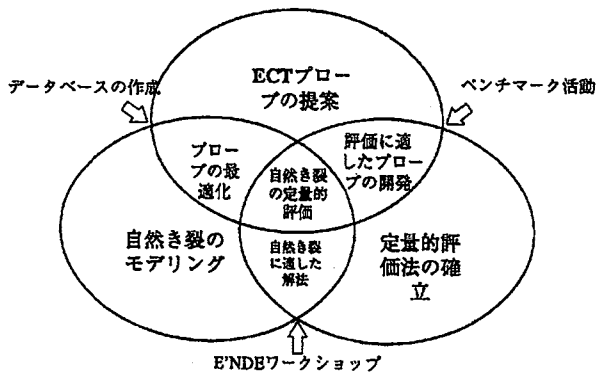 ECTプロー
ブの提案
データベースの作成
ベンチマーク活動
プロー
ブの最
適化
評価に適
したプロー
ブの開発
自然き裂
の定量的
評価
自然き裂の
モデリング
自然き裂
に適した
解法
定量的評
価法の確
立
E'NDEワークショップ